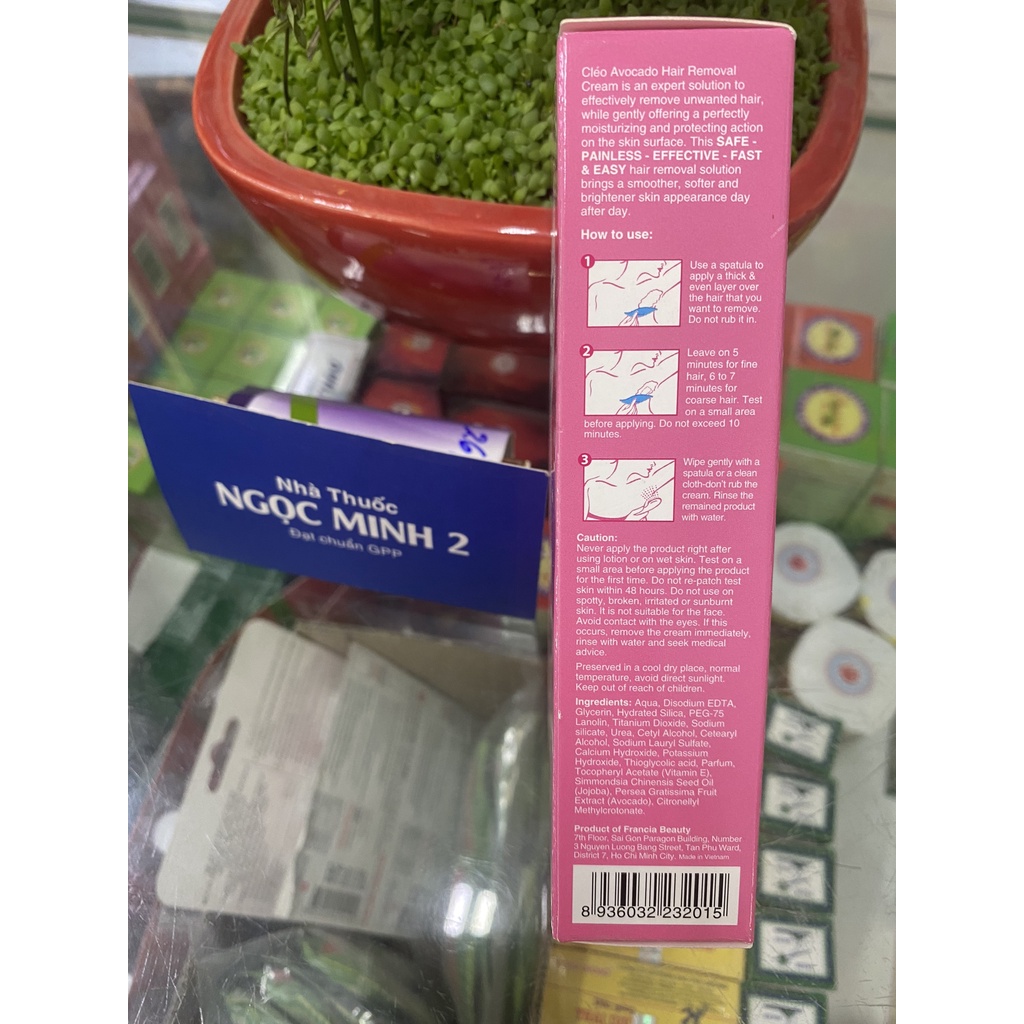 Cléo Avocado Hair Removal
Cream is an expert solution to
effectively remove unwanted hair,
while gently offering a perfectly
moisturizing and protecting action
on the skin surface. This SAFE -
PAINLESS - EFFECTIVE - FAST
& EASY hair removal solution
brings a smoother, softer and
brightener skin appearance day
after day.
How to use:
1
Use a spatula to
apply a thick &
even layer over
the hair that you
want to remove.
Do not rub it in.
2
Leave on 5
minutes for fine
hair, 6 to 7
minutes for
coarse hair. Test
on a small area
before applying. Do not exceed 10
minutes.
3
Wipe gently with a
spatula or a clean
cloth-don't rub the
cream. Rinse the
remained product
with water.
Caution:
Never apply the product right after
using lotion or on wet skin. Test on a
small area before applying the product
for the first time. Do not re-patch test
skin within 48 hours. Do not use on
spotty, broken, irritated or sunburnt
skin. It is not suitable for the face.
Avoid contact with the eyes. If this
occurs, remove the cream immediately,
rinse with water and seek medical
advice.
Preserved in a cool dry place, normal
temperature, avoid direct sunlight.
Keep out of reach of children.
Ingredients: Aqua, Disodium EDTA,
Glycerin, Hydrated Silica, PEG-75
Lanolin, Titanium Dioxide, Sodium
silicate, Urea, Cetyl Alcohol, Cetearyl
Alcohol, Sodium Lauryl Sulfate,
Calcium Hydroxide, Potassium
Hydroxide, Thioglycolic acid, Parfum,
Tocopheryl Acetate (Vitamin E),
Simmondsia Chinensis Seed Oil
(Jojoba), Persea Gratissima Fruit
Extract (Avocado), Citronellyl
Methylcrotonate.
Product of Francia Beauty
7th Floor, Sai Gon Paragon Building, Number
3 Nguyen Luong Bang Street, Tan Phu Ward,
District 7, Ho Chi Minh City. Made in Vietnam
8 936032 232015
26
Nhà Thuốc
NGỌC MINH 2
Đạt chuẩn GPP